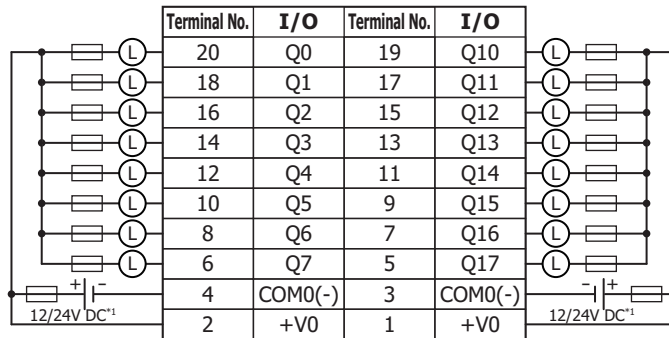 Terminal No. I/O Terminal No. I/O
L 20 Q0 19 Q10 L
L 18 Q1 17 Q11 L
L 16 Q2 15 Q12 L
L 14 Q3 13 Q13 L
L 12 Q4 11 Q14 L
L 10 Q5 9 Q15 L
L 8 Q6 7 Q16 L
L 6 Q7 5 Q17 L
+ - 4 COM0(-) 3 COM0(-) - +
12/24V DC*1 2 +V0 1 +V0 12/24V DC*1